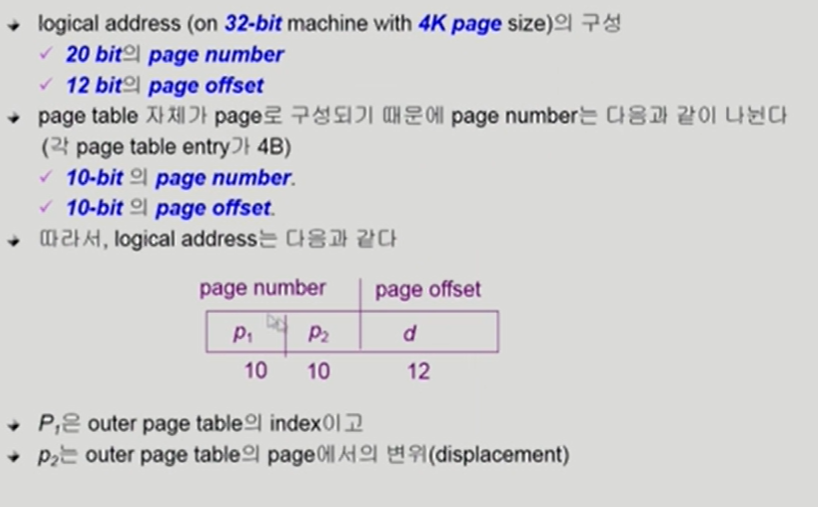 logical address (on 32-bit machine with 4K page size)의 구성
20 bit의 page number
12 bit의 page offset
page table 자체가 page로 구성되기 때문에 page number는 다음과 같이 나뉜다
(각 page table entry가 4B)
10-bit 의 page number.
10-bit 의 page offset.
따라서, logical address는 다음과 같다
page number page offset
p₁ p₂ d
10 10 12
P₁은 outer page table의 index이고
p₂는 outer page table의 page에서의 변위(displacement)